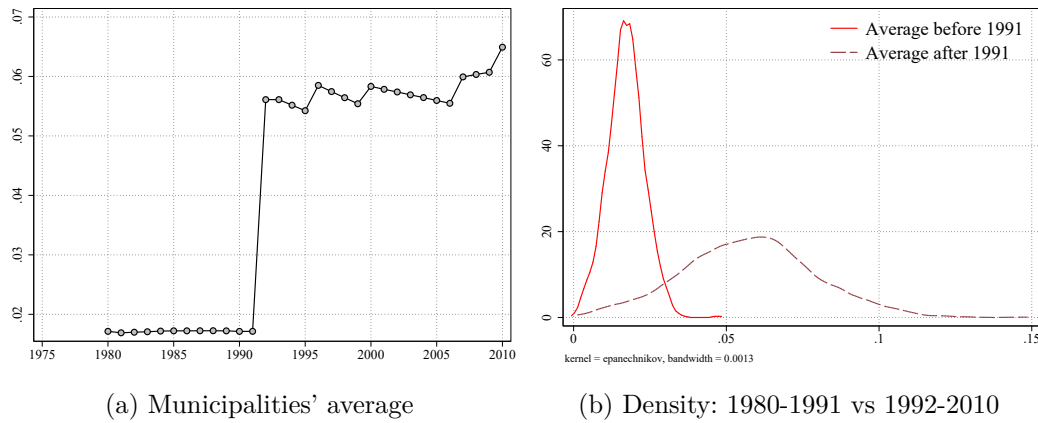 .07
.06
.05
.04
.03
.02
1975 1980 1985 1990 1995 2000 2005 2010
(a) Municipalities' average
Average before 1991
Average after 1991
60
40
20
0
0 .05 .1 .15
kernel = epanechnikov, bandwidth = 0.0013
(b) Density: 1980-1991 vs 1992-2010